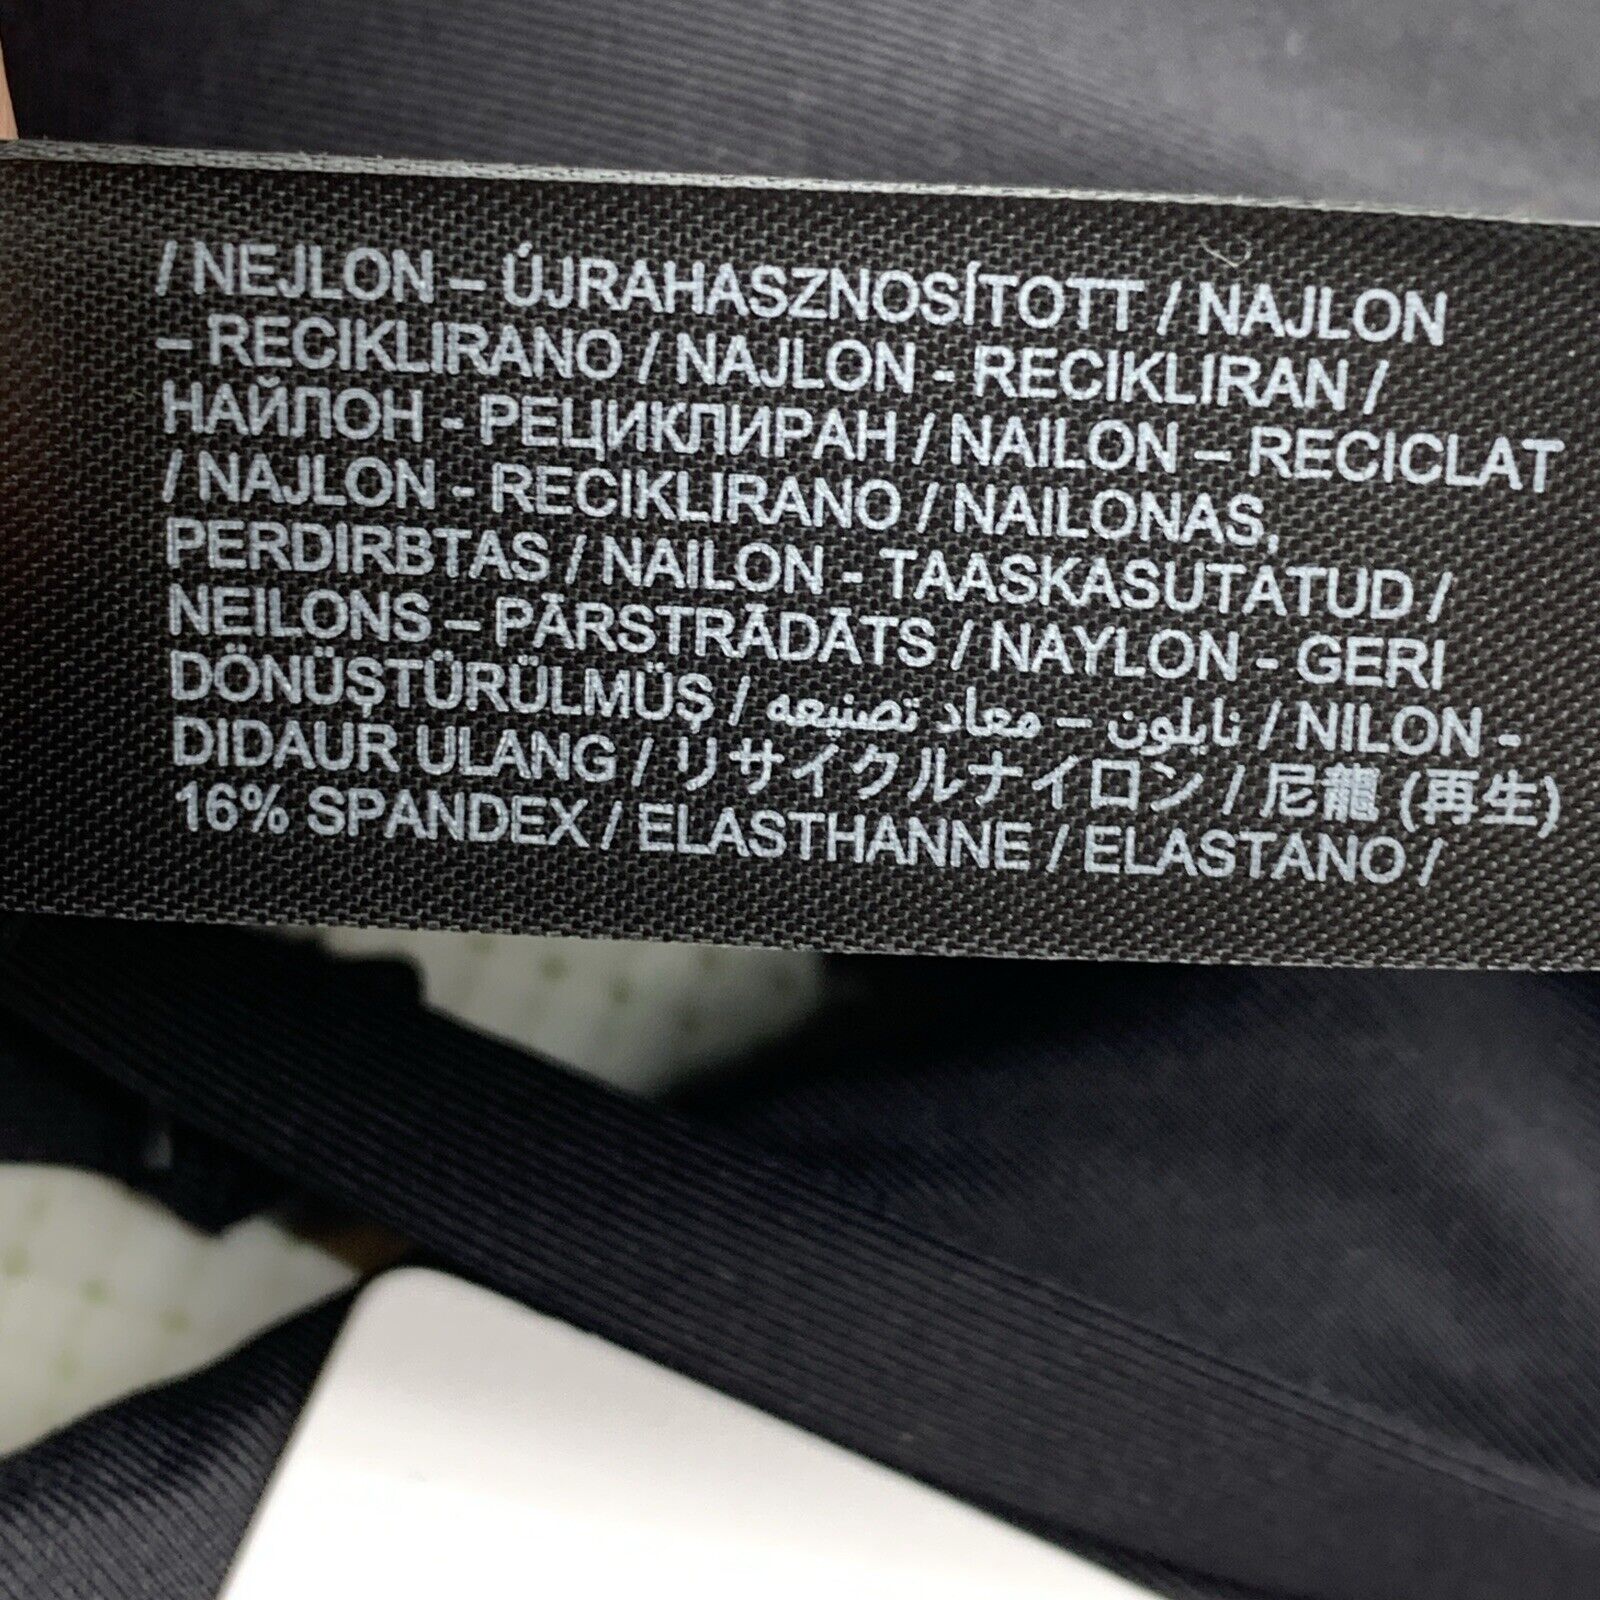 / NEJLON – ÚJRAHASZNOSÍTOTT / NAJLON
– RECIKLIRANO / NAJLON - RECIKLIRAN /
НАЙЛОН - РЕЦИКЛИРАН / NAILON – RECICLAT
/ NAJLON - RECIKLIRANO / NAILONAS,
PERDIRBTAS / NAILON - TAASKASUTATUD /
NEILONS – PĀRSTRĀDĀTS / NAYLON - GERI
DÖNÜŞTÜRÜLMÜŞ / نايلون – معاد تصنيعه / NILON -
DIDAUR ULANG / リサイクルナイロン / 尼龍 (再生)
16% SPANDEX / ELASTHANNE / ELASTANO /